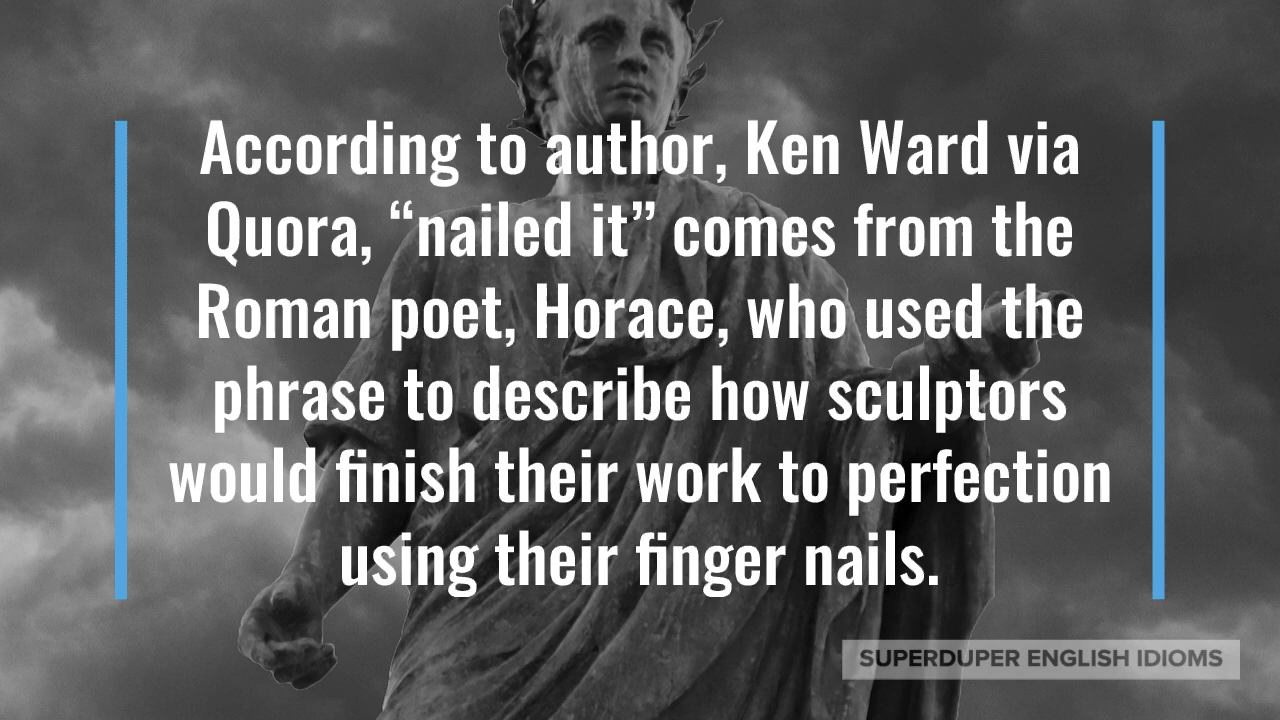 According to author, Ken Ward via
Quora, “nailed it” comes from the
Roman poet, Horace, who used the
phrase to describe how sculptors
would finish their work to perfection
using their finger nails.
SUPERDUPER ENGLISH IDIOMS